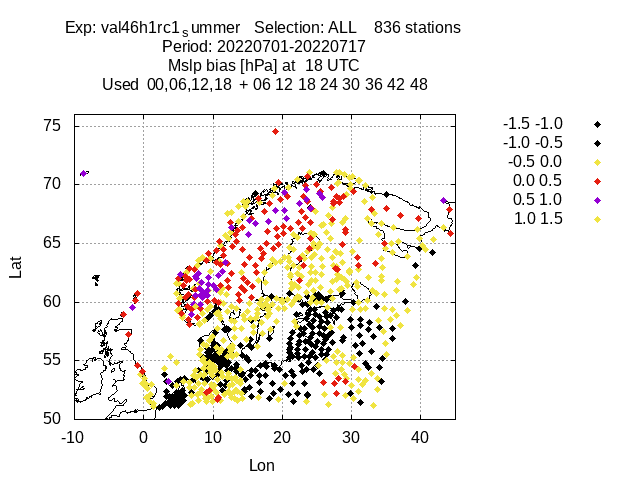 Exp: val46h1rc1summer Selection: ALL 836 stations
Period: 20220701-20220717
Mslp bias [hPa] at 18 UTC
Used 00,06,12,18 + 06 12 18 24 30 36 42 48
-1.5 -1.0
-1.0 -0.5
-0.5 0.0
0.0 0.5
0.5 1.0
1.0 1.5
75
70
65
60
55
50
Lat
-10 0 10 20 30 40
Lon